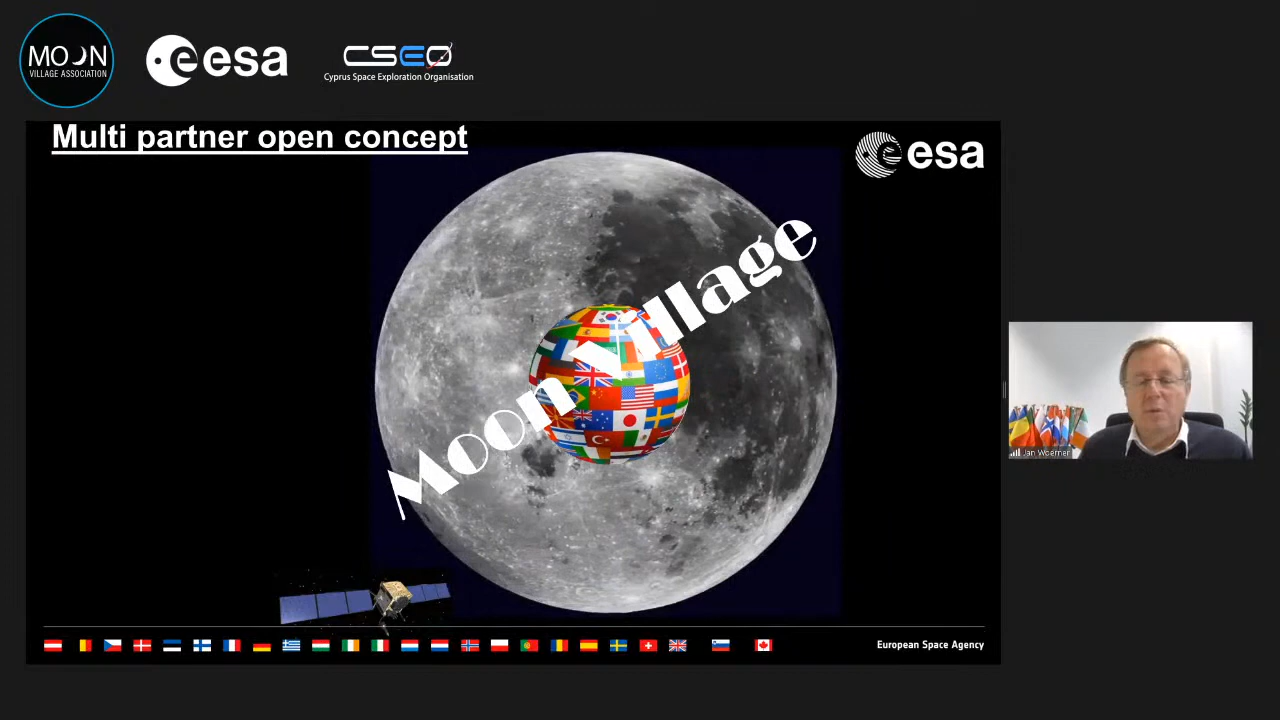 MOON
VILLAGE ASSOCIATION
esa
CSEO
Cyprus Space Exploration Organisation
Multi partner open concept
esa
Moon Village
Jan Woerner
European Space Agency